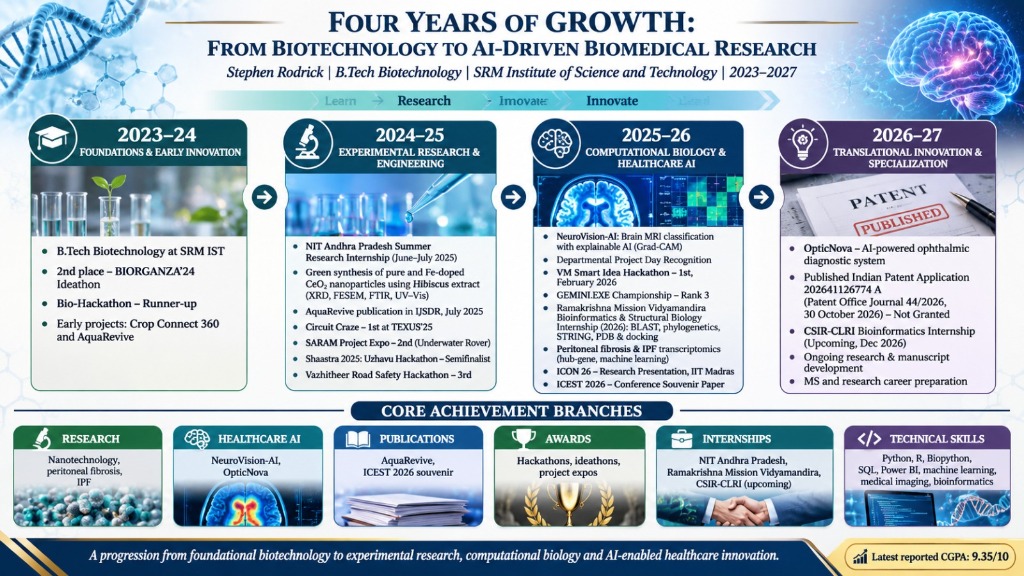 FOUR YEARS OF GROWTH:
FROM BIOTECHNOLOGY TO AI-DRIVEN BIOMEDICAL RESEARCH
Stephen Rodrick | B.Tech Biotechnology | SRM Institute of Science and Technology | 2023–2027
Learn → Research - Imovate Innovate
2023–24
FOUNDATIONS & EARLY INNOVATION
• B.Tech Biotechnology at SRM IST
• 2nd place – BIORGANZA'24
Ideathon
• Bio-Hackathon – Runner-up
• Early projects: Crop Connect 360
and AquaRevive
2024–25
EXPERIMENTAL RESEARCH &
ENGINEERING
• NIT Andhra Pradesh Summer
Research Internship (June–July 2025)
• Green synthesis of pure and Fe-doped
CeO₂ nanoparticles using Hibiscus extract
(XRD, FESEM, FTIR, UV–Vis)
• AquaRevive publication in IJSDR, July 2025
• Circuit Craze – 1st at TEXUS'25
• SARAM Project Expo – 2nd (Underwater Rover)
• Shaastra 2025: Uzhavu Hackathon – Semifinalist
• Vazhitheer Road Safety Hackathon – 3rd
2025–26
COMPUTATIONAL BIOLOGY &
HEALTHCARE AI
• NeuroVision-AI: Brain MRI classification
with explainable AI (Grad-CAM)
• Departmental Project Day Recognition
• VM Smart Idea Hackathon – 1st,
February 2026
• GEMINI.EXE Championship – Rank 3
• Ramakrishna Mission Vidyamandira
Bioinformatics & Structural Biology
Internship (2026): BLAST, phylogenetics,
STRING, PDB & docking
• Peritoneal fibrosis & IPF transcriptomics
(hub-gene, machine learning)
• ICON 26 – Research Presentation, IIT Madras
• ICEST 2026 – Conference Souvenir Paper
2026–27
TRANSLATIONAL INNOVATION &
SPECIALIZATION
PATENT
PUBLISHED
• OpticNova – AI-powered ophthalmic
diagnostic system
• Published Indian Patent Application
202641126774 A
(Patent Office Journal 44/2026,
30 October 2026) – Not Granted
• CSIR-CLRI Bioinformatics Internship
(Upcoming, Dec 2026)
• Ongoing research & manuscript
development
• MS and research career preparation
CORE ACHIEVEMENT BRANCHES
RESEARCH
Nanotechnology,
peritoneal fibrosis,
IPF
HEALTHCARE AI
NeuroVision-AI,
OpticNova
PUBLICATIONS
AquaRevive,
ICEST 2026 souvenir
AWARDS
Hackathons, ideathons,
project expos
INTERNSHIPS
NIT Andhra Pradesh,
Ramakrishna Mission Vidyamandira,
CSIR-CLRI (upcoming)
</> TECHNICAL SKILLS
Python, R, Biopython,
SQL, Power BI, machine learning,
medical imaging, bioinformatics
A progression from foundational biotechnology to experimental research, computational biology and AI-enabled healthcare innovation.
Latest reported CGPA: 9.35/10